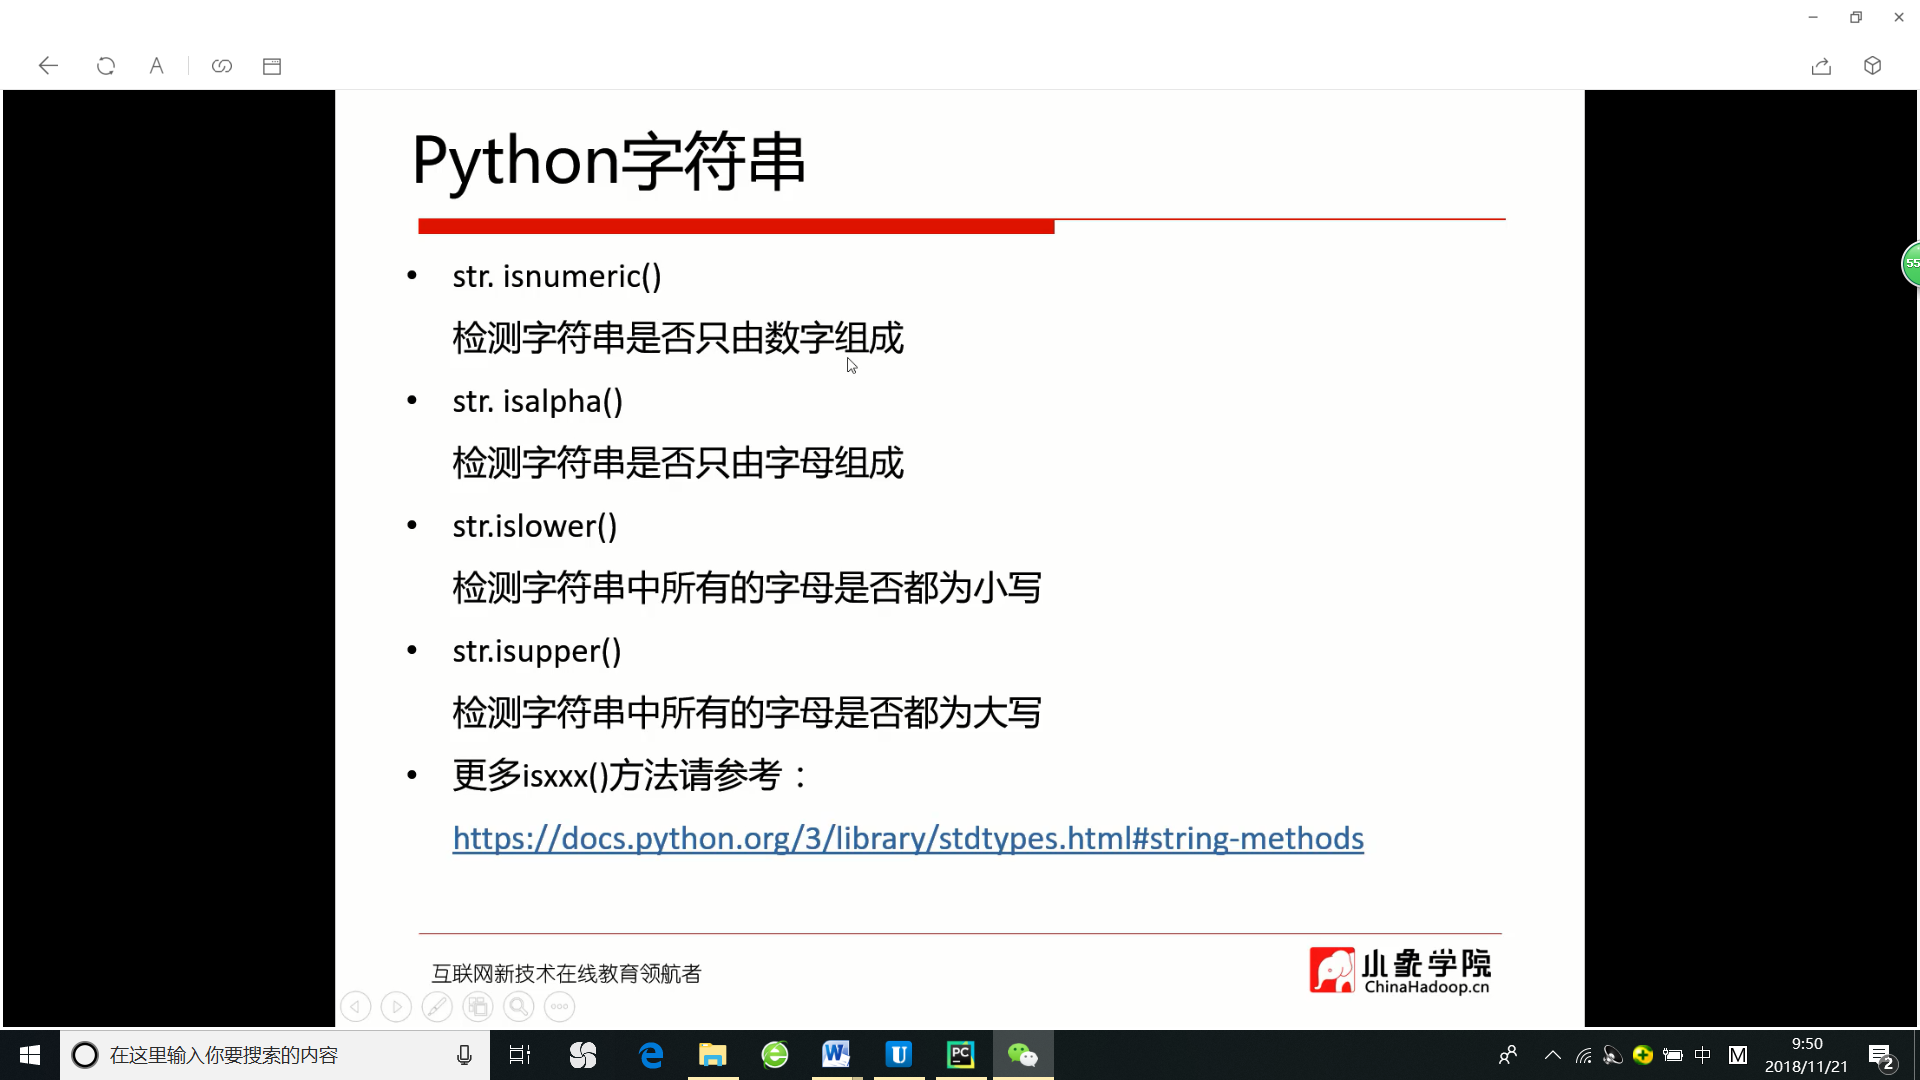 Python字符串
• str. isnumeric()
检测字符串是否只由数字组成
• str. isalpha()
检测字符串是否只由字母组成
• str.islower()
检测字符串中所有的字母是否都为小写
• str.isupper()
检测字符串中所有的字母是否都为大写
• 更多isxxx()方法请参考：
https://docs.python.org/3/library/stdtypes.html#string-methods
互联网新技术在线教育领航者
小象学院
ChinaHadoop.cn
55
在这里输入你要搜索的内容
W
U
PC
中
M
9:50
2018/11/21
2